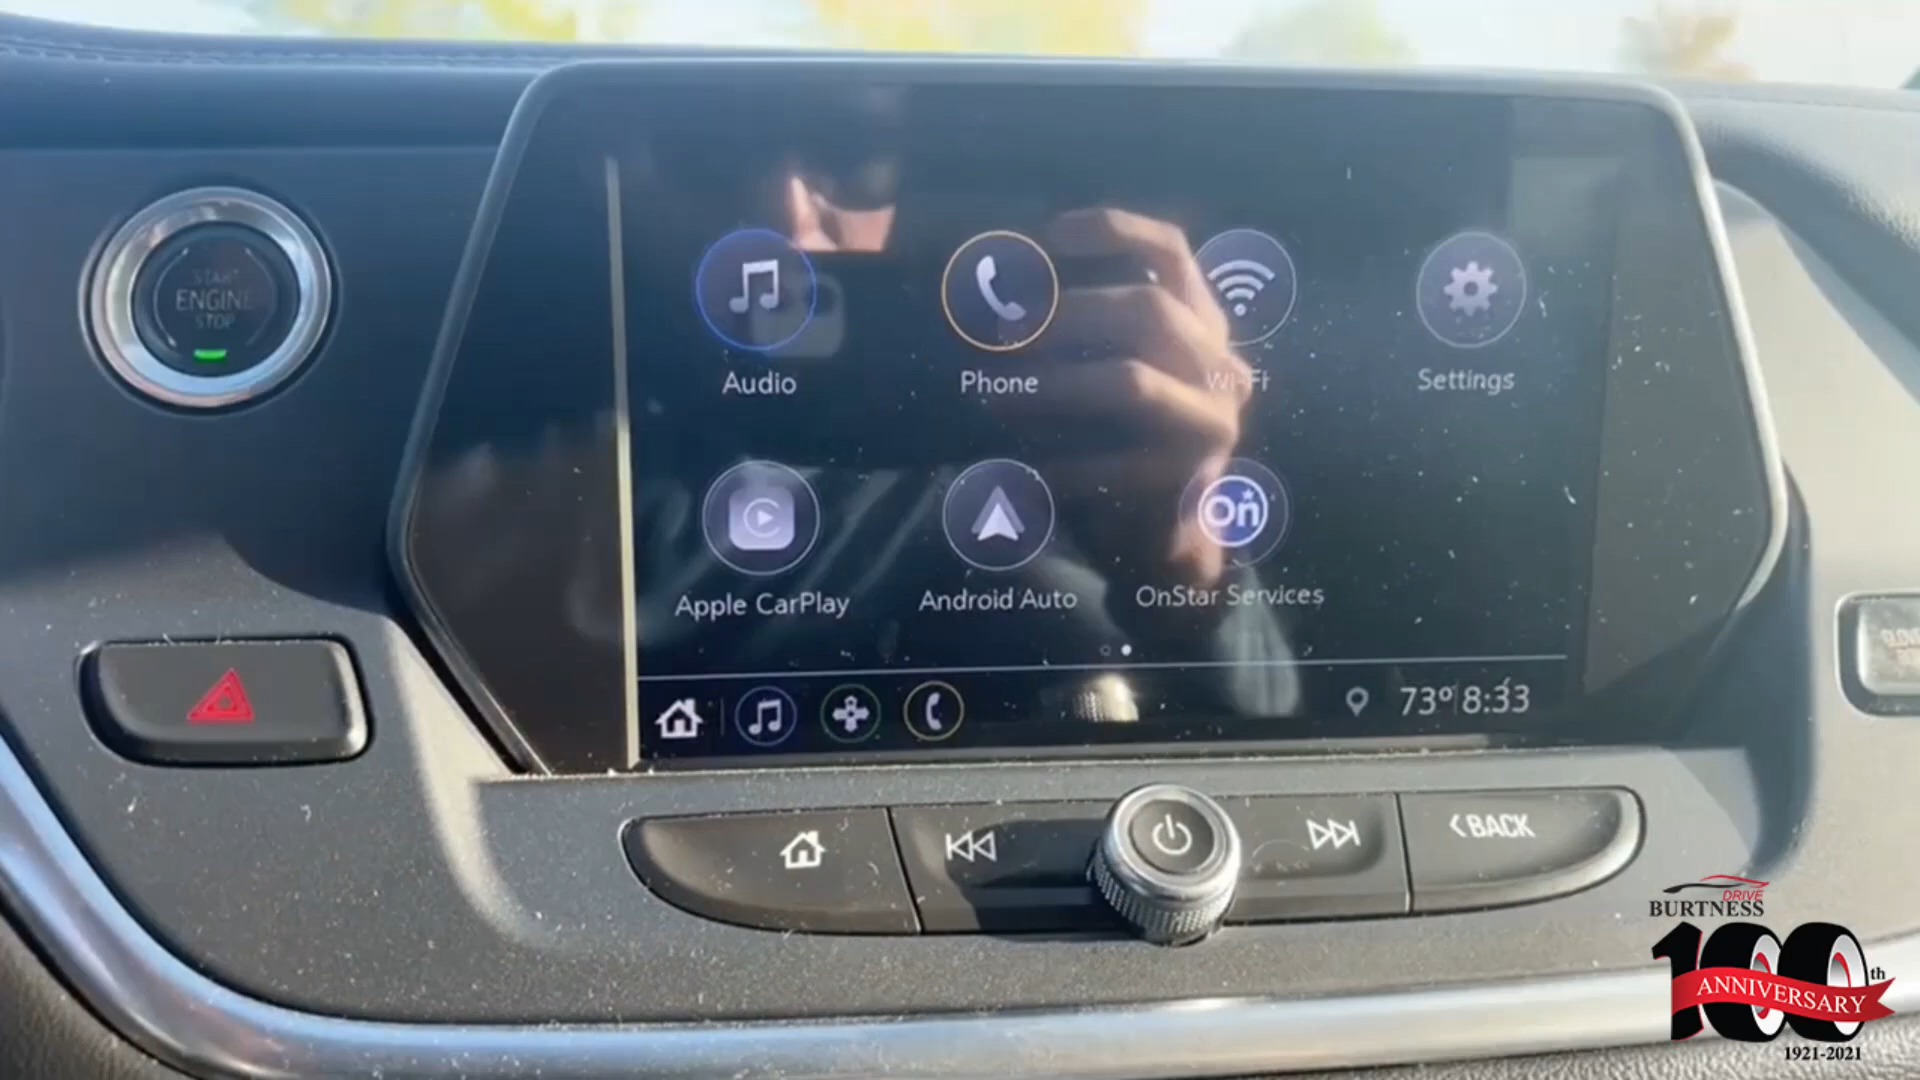 START
ENGINE
STOP
Audio
Phone
Wi-Fi
Settings
On
Apple CarPlay
Android Auto
OnStar Services
73° 8:33
<BACK
DRIVE
BURTNESS
100th
ANNIVERSARY
1921-2021